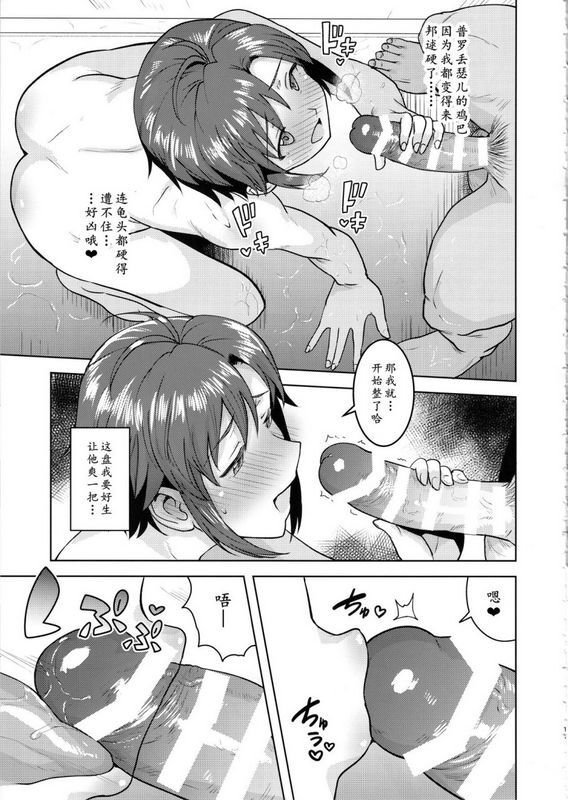 普罗丢瑟儿的鸡巴
因为我都变得来
邦逑硬了……
ドキ
ドキ
连龟头都硬得
遭不住…
…好凶哦♥
那我就…
开始整了哈
这盘我要好生
让他爽一把…
嗯
♥
ちゅ
ちゅう
唔—
ぷぷ